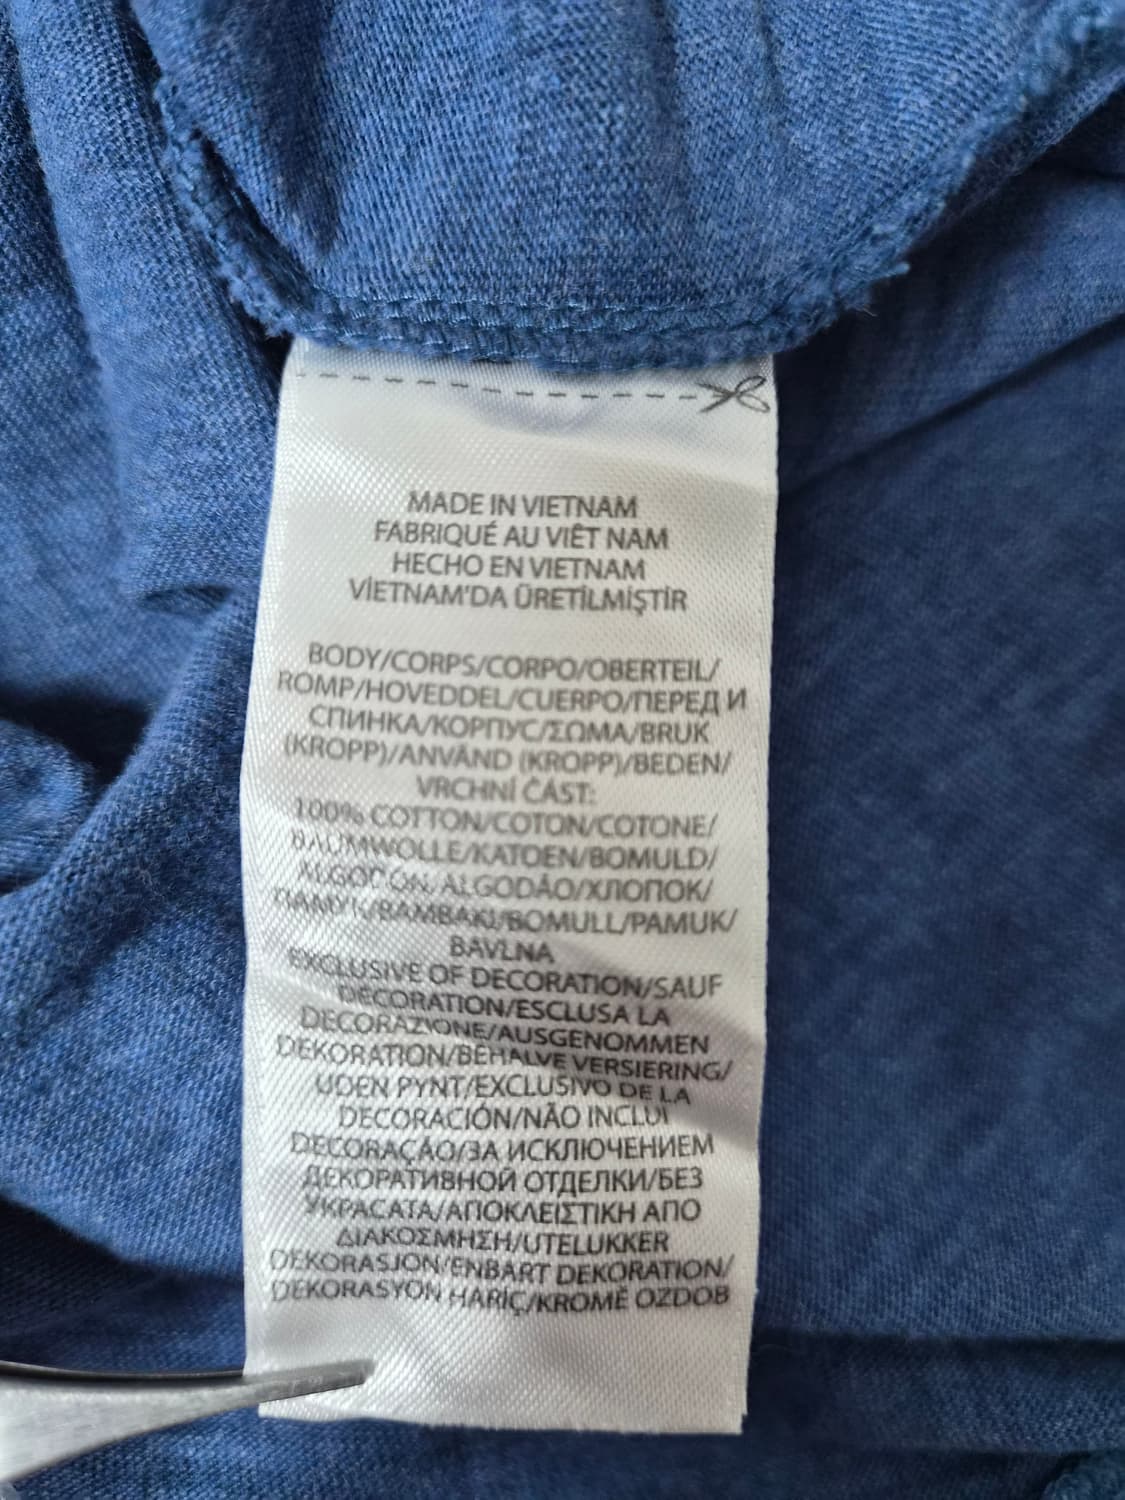 MADE IN VIETNAM
FABRIQUÉ AU VIÊT NAM
HECHO EN VIETNAM
VİETNAM'DA ÜRETİLMİŞTİR
BODY/CORPS/CORPO/OBERTEIL/
ROMP/HOVEDDEL/CUERPO/ПЕРЕД И
СПИНКА/КОРПУС/ΣΩΜΑ/BRUK
(KROPP)/ANVÄND (KROPP)/BEDEN/
VRCHNÍ ČÁST:
100% COTTON/COTON/COTONE/
BAUMWOLLE/KATOEN/BOMULD/
ALGODÓN/ALGODÃO/ХЛОПОК/
ПАМУК/ΒΑΜΒΑΚΙ/BOMULL/PAMUK/
BAVLNA
EXCLUSIVE OF DECORATION/SAUF
DÉCORATION/ESCLUSA LA
DECORAZIONE/AUSGENOMMEN
DEKORATION/BEHALVE VERSIERING/
UDEN PYNT/EXCLUSIVO DE LA
DECORACIÓN/NÃO INCLUI
DECORAÇÃO/ЗА ИСКЛЮЧЕНИЕМ
ДЕКОРАТИВНОЙ ОТДЕЛКИ/БЕЗ
УКРАСАТА/ΑΠΟΚΛΕΙΣΤΙΚΗ ΑΠΟ
ΔΙΑΚΟΣΜΗΣΗ/UTELUKKER
DEKORASJON/ENBART DEKORATION/
DEKORASYON HARİÇ/KROMĚ OZDOB